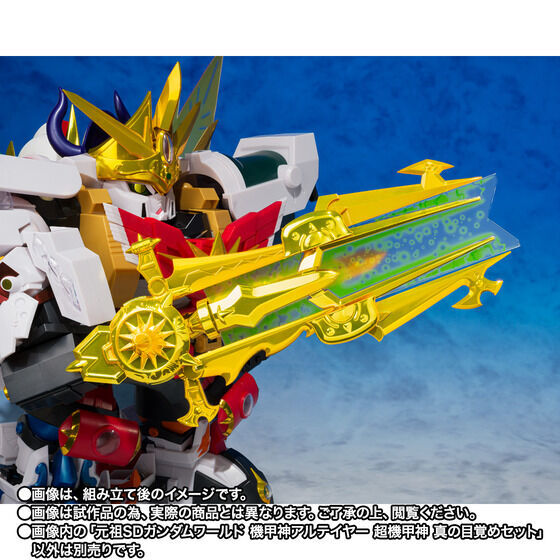 ●画像は、組み立て後のイメージです。
●画像は試作品の為、実際の商品とは異なります。ご了承の上、閲覧ください。
●画像内の「元祖SDガンダムワールド 機甲神アルテイヤー 超機甲神 真の目覚めセット」
以外は別売りです。